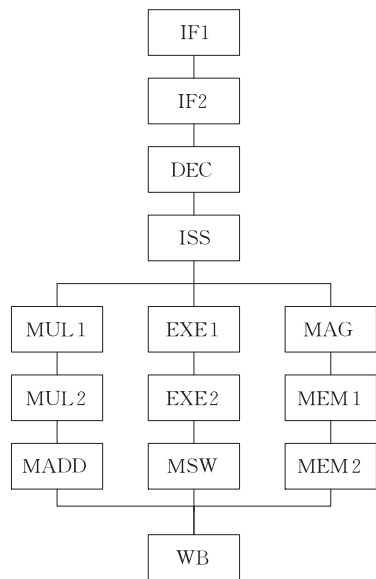 IF1
IF2
DEC
ISS
MUL1 EXE1 MAG
MUL2 EXE2 MEM1
MADD MSW MEM2
WB